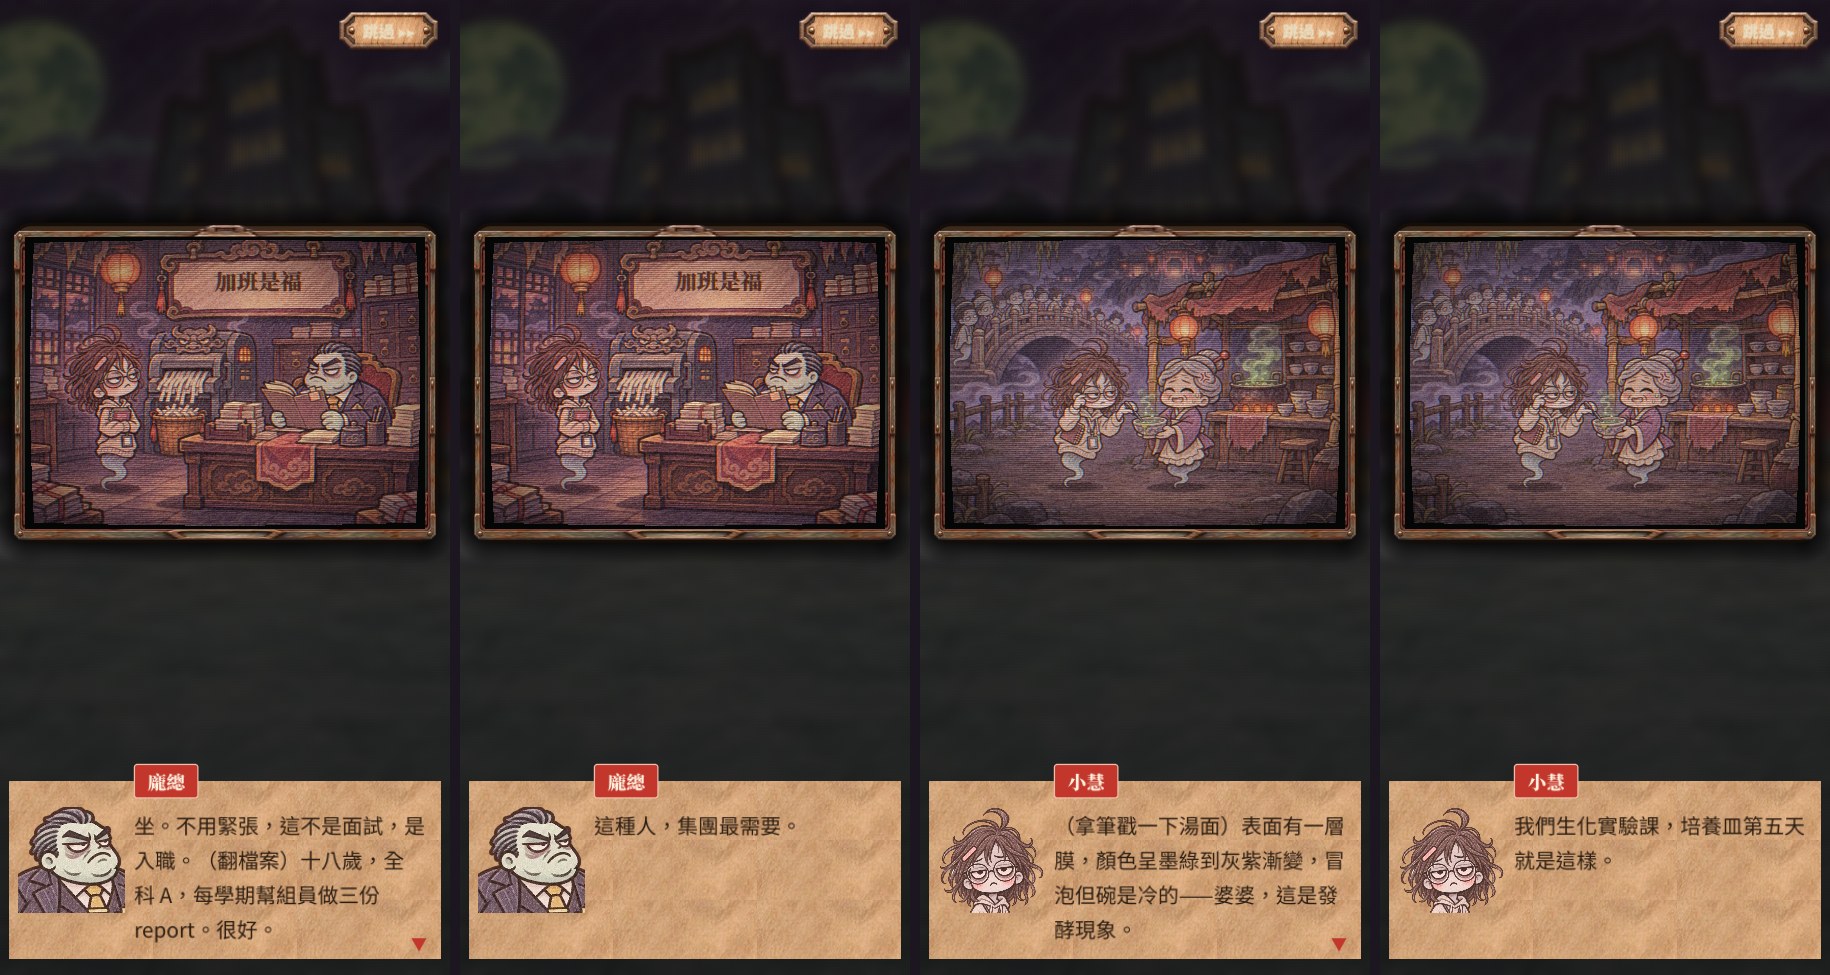 跳過
加班是福
龐總
坐。不用緊張，這不是面試，是
入職。（翻檔案）十八歲，全
科 A，每學期幫組員做三份
report。很好。
跳過
加班是福
龐總
這種人，集團最需要。
跳過
小慧
（拿筆戳一下湯面）表面有一層
膜，顏色呈墨綠到灰紫漸變，冒
泡但碗是冷的——婆婆，這是發
酵現象。
跳過
小慧
我們生化實驗課，培養皿第五天
就是這樣。